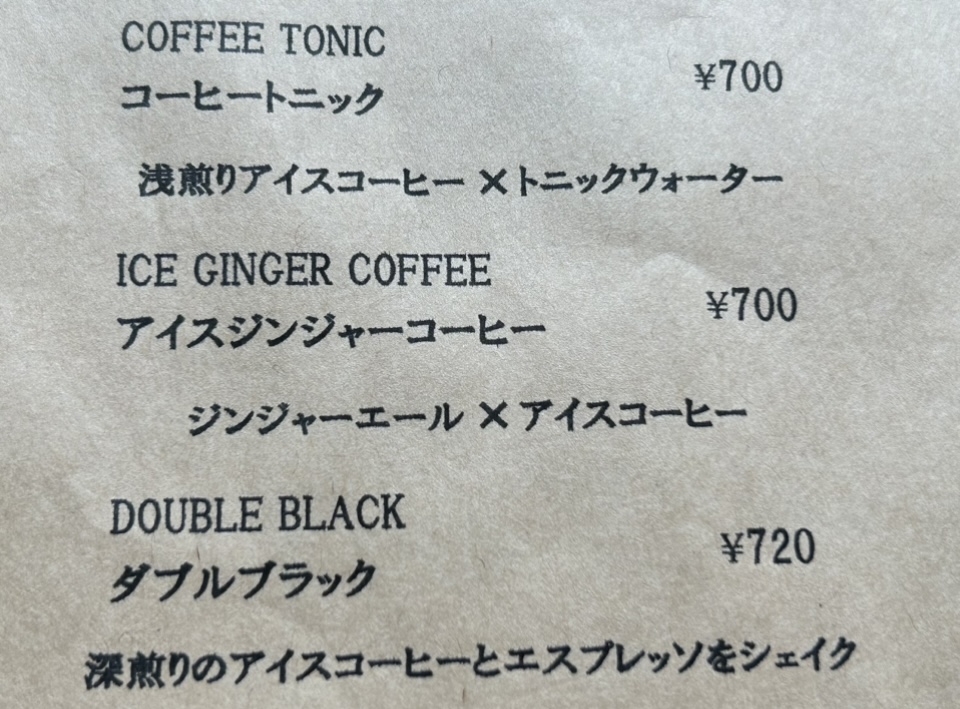 COFFEE TONIC
コーヒートニック
¥700
浅煎りアイスコーヒー×トニックウォーター
ICE GINGER COFFEE
アイスジンジャーコーヒー
¥700
ジンジャーエール×アイスコーヒー
DOUBLE BLACK
ダブルブラック
¥720
深煎りのアイスコーヒーとエスプレッソをシェイク